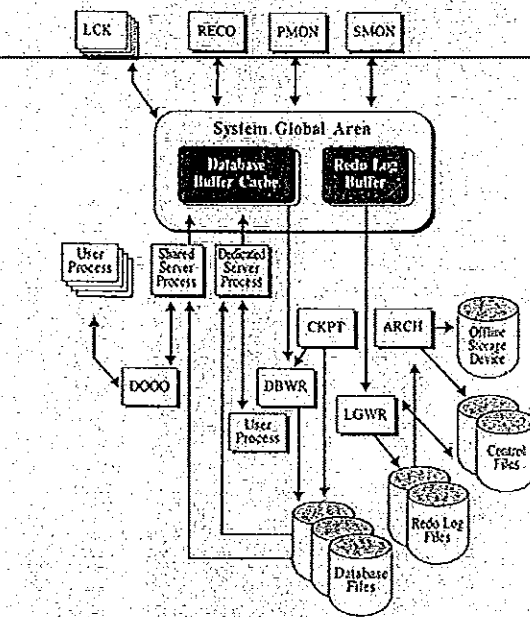 LCK
RECO
PMON
SMON
System Global Area
Database
Buffer Cache
Redo Log
Buffer
User
Process
Shared
Server
Process
Dedicated
Server
Process
CKPT
ARCH
Offline
Storage
Device
DOOO
DBWR
User
Process
LGWR
Control
Files
Redo Log
Files
Database
Files